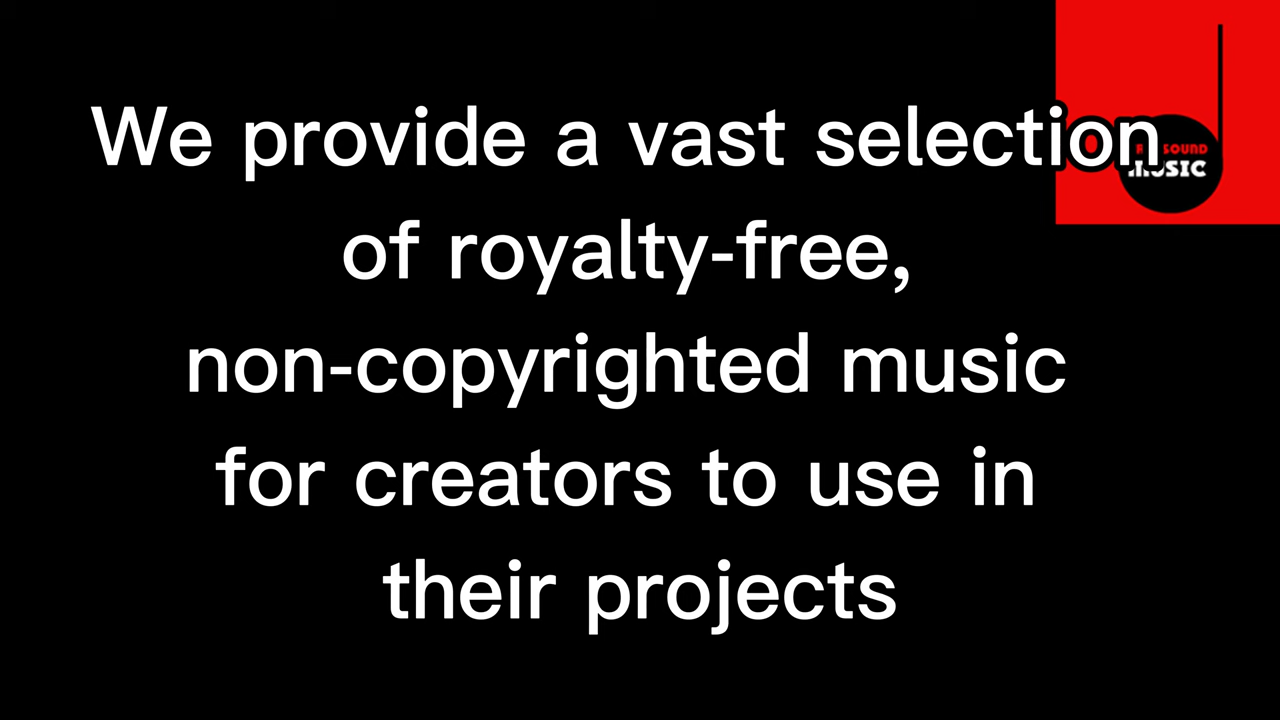 We provide a vast selection
of royalty-free,
non-copyrighted music
for creators to use in
their projects
SOUND
MUSIC